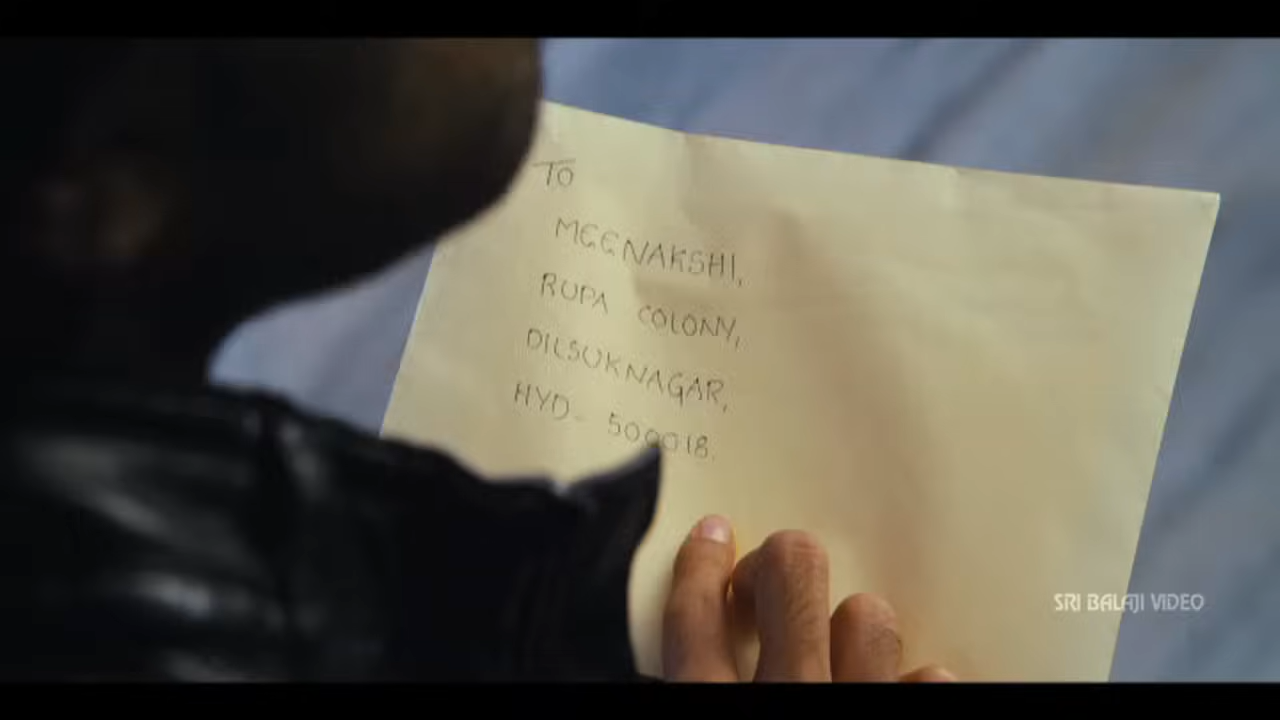 TO
MEENAKSHI,
RUPA COLONY,
DILSUKNAGAR,
HYD- 500018.
SRI BALAJI VIDEO